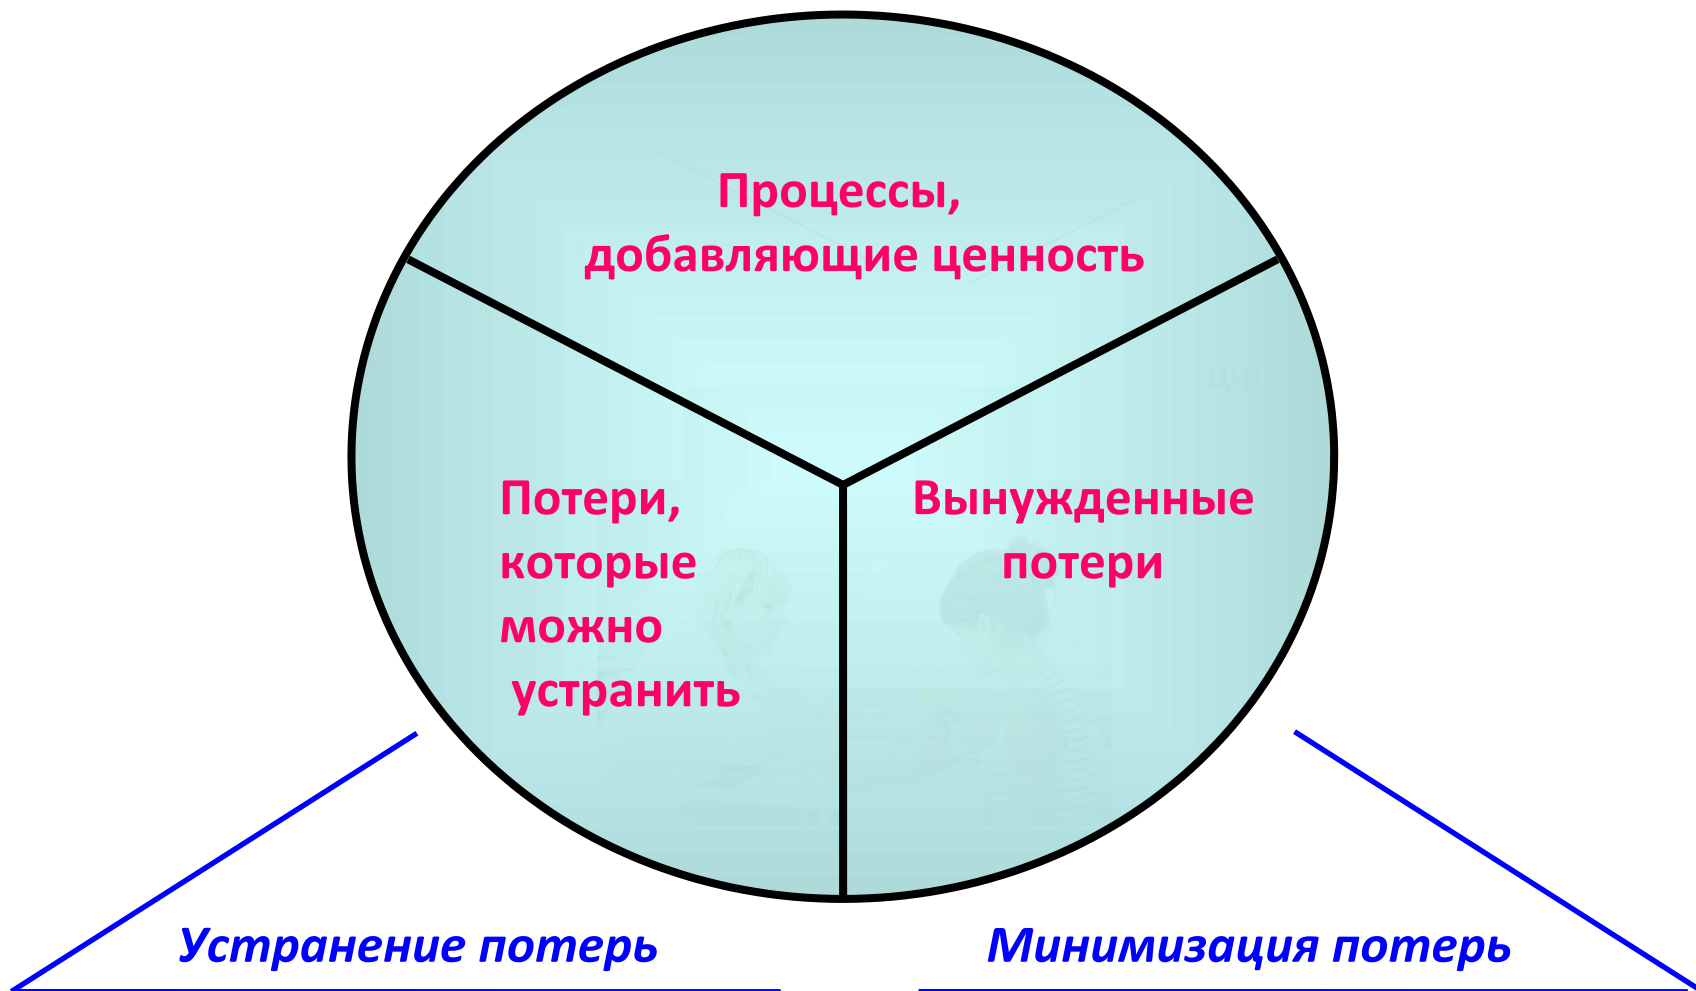 Процессы,
добавляющие ценность
Потери,
которые
можно
устранить
Вынужденные
потери
Устранение потерь
Минимизация потерь